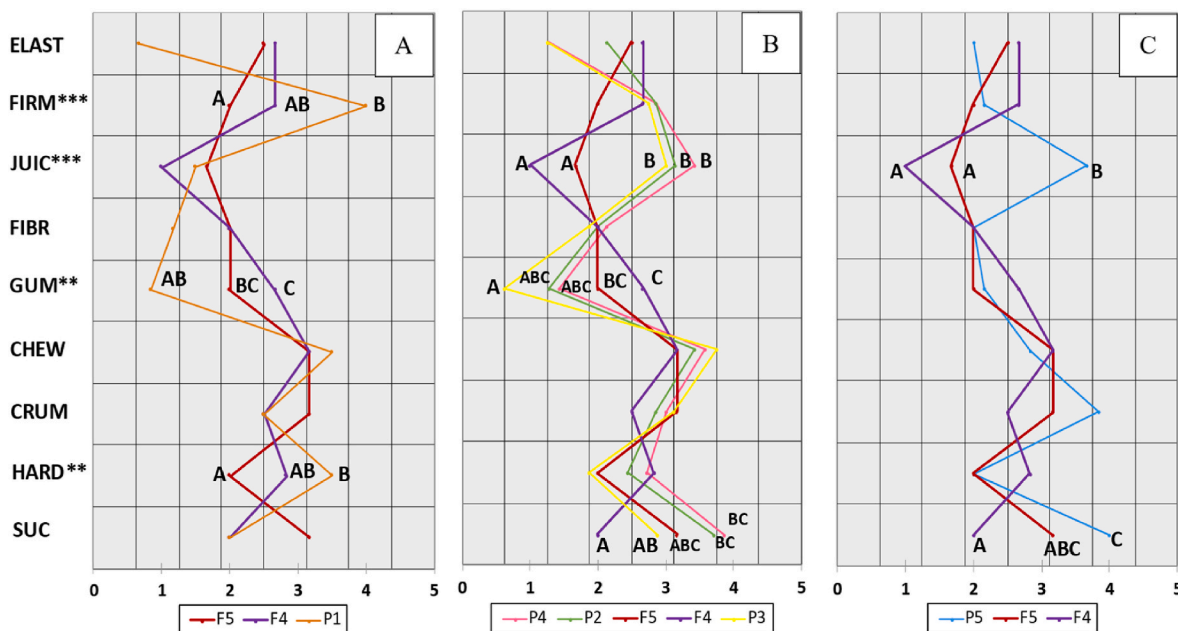 A B C
ELAST
FIRM*** A AB B
JUIC*** A A B B B A A B
FIBR
GUM** AB BC C A ABC ABC BC C
CHEW
CRUM
HARD** A AB B
SUC A AB ABC BC BC A ABC C
0 1 2 3 4 5 0 1 2 3 4 5 0 1 2 3 4 5
F5 F4 P1 P4 P2 F5 F4 P3 P5 F5 F4